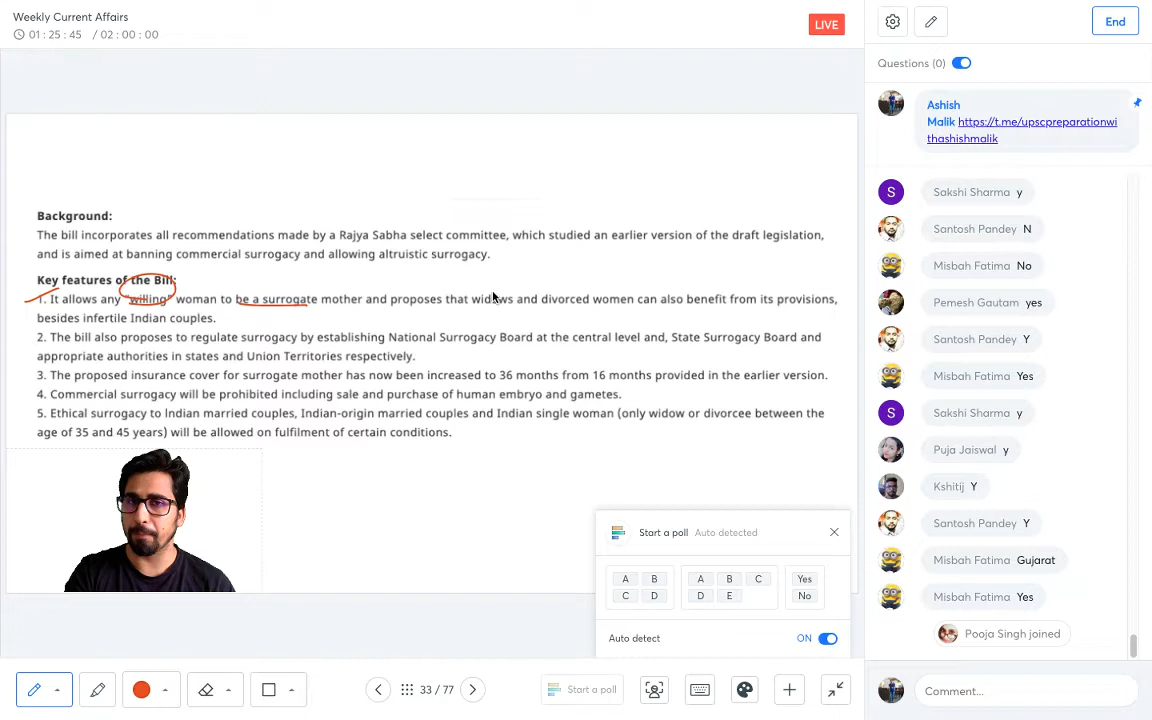 Weekly Current Affairs
01 : 25 : 45 / 02 : 00 : 00
LIVE
Background:
The bill incorporates all recommendations made by a Rajya Sabha select committee, which studied an earlier version of the draft legislation,
and is aimed at banning commercial surrogacy and allowing altruistic surrogacy.
Key features of the Bill:
1. It allows any "willing" woman to be a surrogate mother and proposes that widows and divorced women can also benefit from its provisions,
besides infertile Indian couples.
2. The bill also proposes to regulate surrogacy by establishing National Surrogacy Board at the central level and, State Surrogacy Board and
appropriate authorities in states and Union Territories respectively.
3. The proposed insurance cover for surrogate mother has now been increased to 36 months from 16 months provided in the earlier version.
4. Commercial surrogacy will be prohibited including sale and purchase of human embryo and gametes.
5. Ethical surrogacy to Indian married couples, Indian-origin married couples and Indian single woman (only widow or divorcee between the
age of 35 and 45 years) will be allowed on fulfilment of certain conditions.
Start a poll Auto detected
A B
C D
A B C
D E
Yes
No
Auto detect ON
33 / 77
Start a poll
End
Questions (0)
Ashish
Malik https://t.me/upscpreparationwi
thashishmalik
Sakshi Sharma y
Santosh Pandey N
Misbah Fatima No
Pemesh Gautam yes
Santosh Pandey Y
Misbah Fatima Yes
Sakshi Sharma y
Puja Jaiswal y
Kshitij Y
Santosh Pandey Y
Misbah Fatima Gujarat
Misbah Fatima Yes
Pooja Singh joined
Comment...